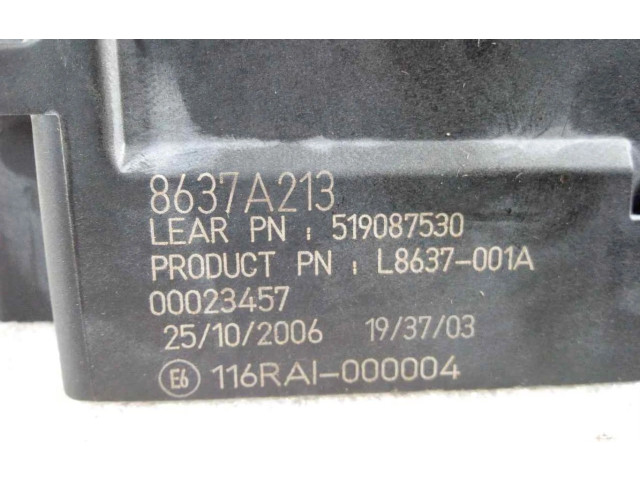 8637A213
LEAR PN : 519087530
PRODUCT PN : L8637-001A
00023457
25/10/2006 19/37/03
E6 116RAI-000004